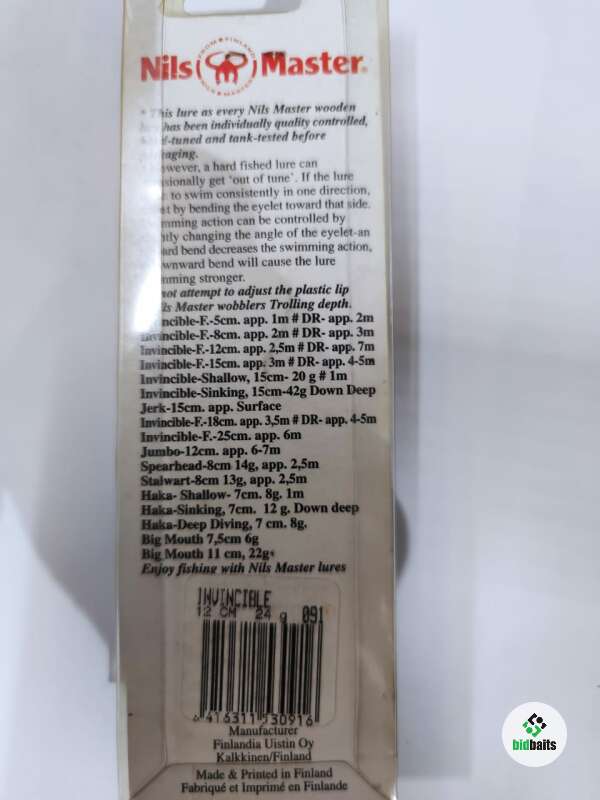 FROM FINLAND
Nils Master®
* This lure as every Nils Master wooden
has been individually quality controlled,
-tuned and tank-tested before
aging.
owever, a hard fished lure can
sionally get 'out of tune'. If the lure
to swim consistently in one direction,
st by bending the eyelet toward that side.
mming action can be controlled by
tly changing the angle of the eyelet-an
ard bend decreases the swimming action,
wnward bend will cause the lure
mming stronger.
not attempt to adjust the plastic lip
ls Master wobblers Trolling depth.
Invincible-F.-5cm. app. 1m # DR- app. 2m
Invincible-F.-8cm. app. 2m # DR- app. 3m
Invincible-F.-12cm. app. 2,5m # DR- app. 7m
Invincible-F.-15cm. app. 3m # DR- app. 4-5m
Invincible-Shallow, 15cm- 20 g # 1m
Invincible-Sinking, 15cm-42g Down Deep
Jerk-15cm. app. Surface
Invincible-F.-18cm. app. 3,5m # DR- app. 4-5m
Invincible-F.-25cm. app. 6m
Jumbo-12cm. app. 6-7m
Spearhead-8cm 14g, app. 2,5m
Stalwart-8cm 13g, app. 2,5m
Haka- Shallow- 7cm. 8g. 1m
Haka-Sinking, 7cm. 12 g. Down deep
Haka-Deep Diving, 7 cm. 8g.
Big Mouth 7,5cm 6g
Big Mouth 11 cm, 22g.
Enjoy fishing with Nils Master lures
INVINCIBLE
12 CM 24 g 091
6 416311 930916
Manufacturer
Finlandia Uistin Oy
Kalkkinen/Finland
Made & Printed in Finland
Fabriqué et Imprimé en Finlande
bidbaits